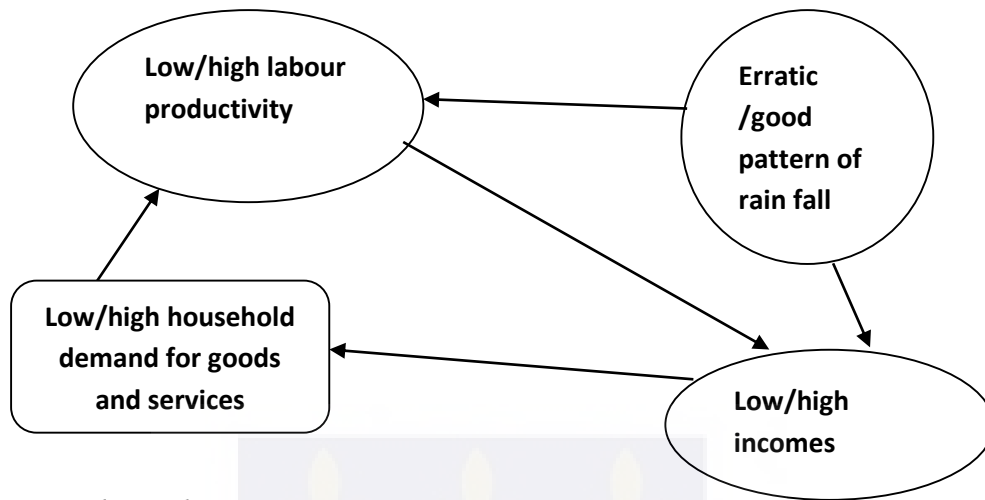 Low/high labour
productivity
Erratic
/good
pattern of
rain fall
Low/high household
demand for goods
and services
Low/high
incomes